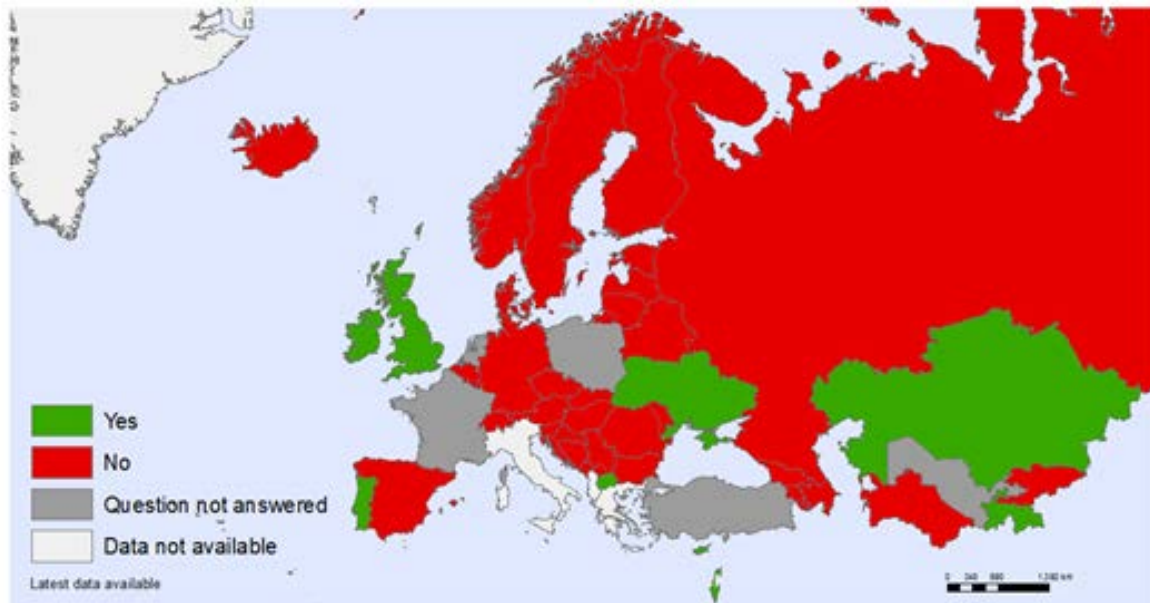 Yes
No
Question not answered
Data not available
Latest data available